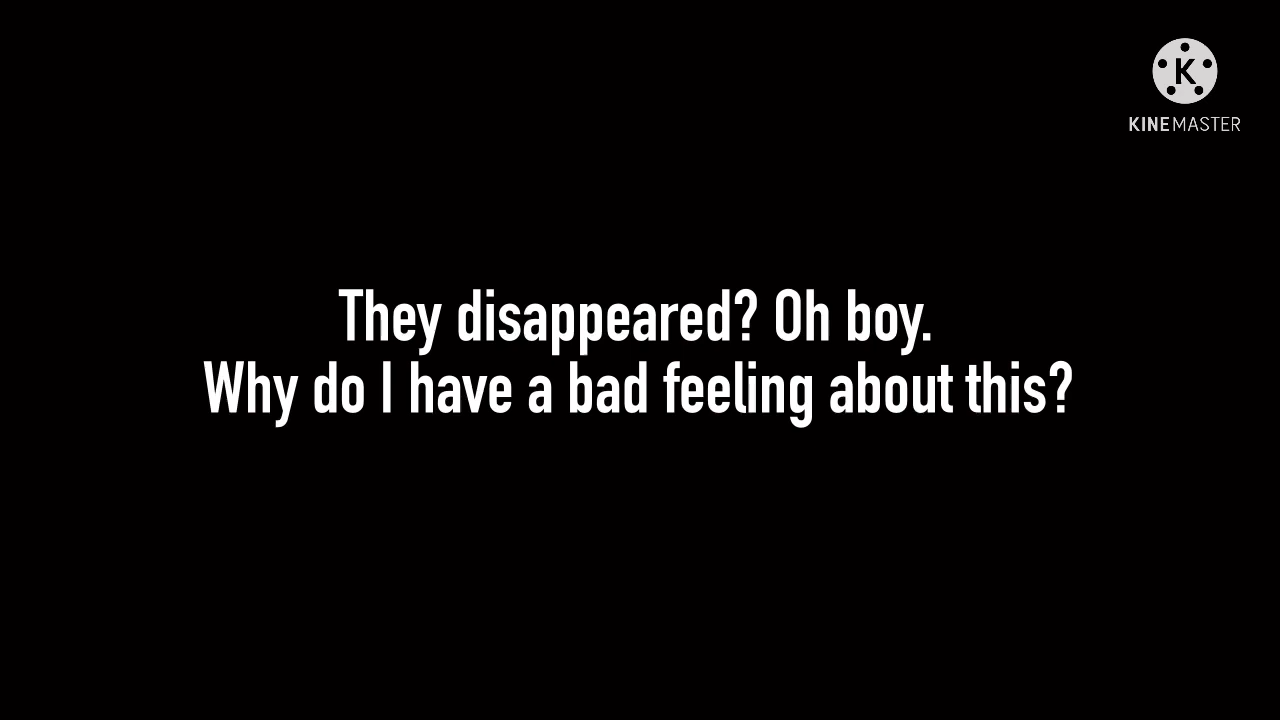 K
KINEMASTER
They disappeared? Oh boy.
Why do I have a bad feeling about this?